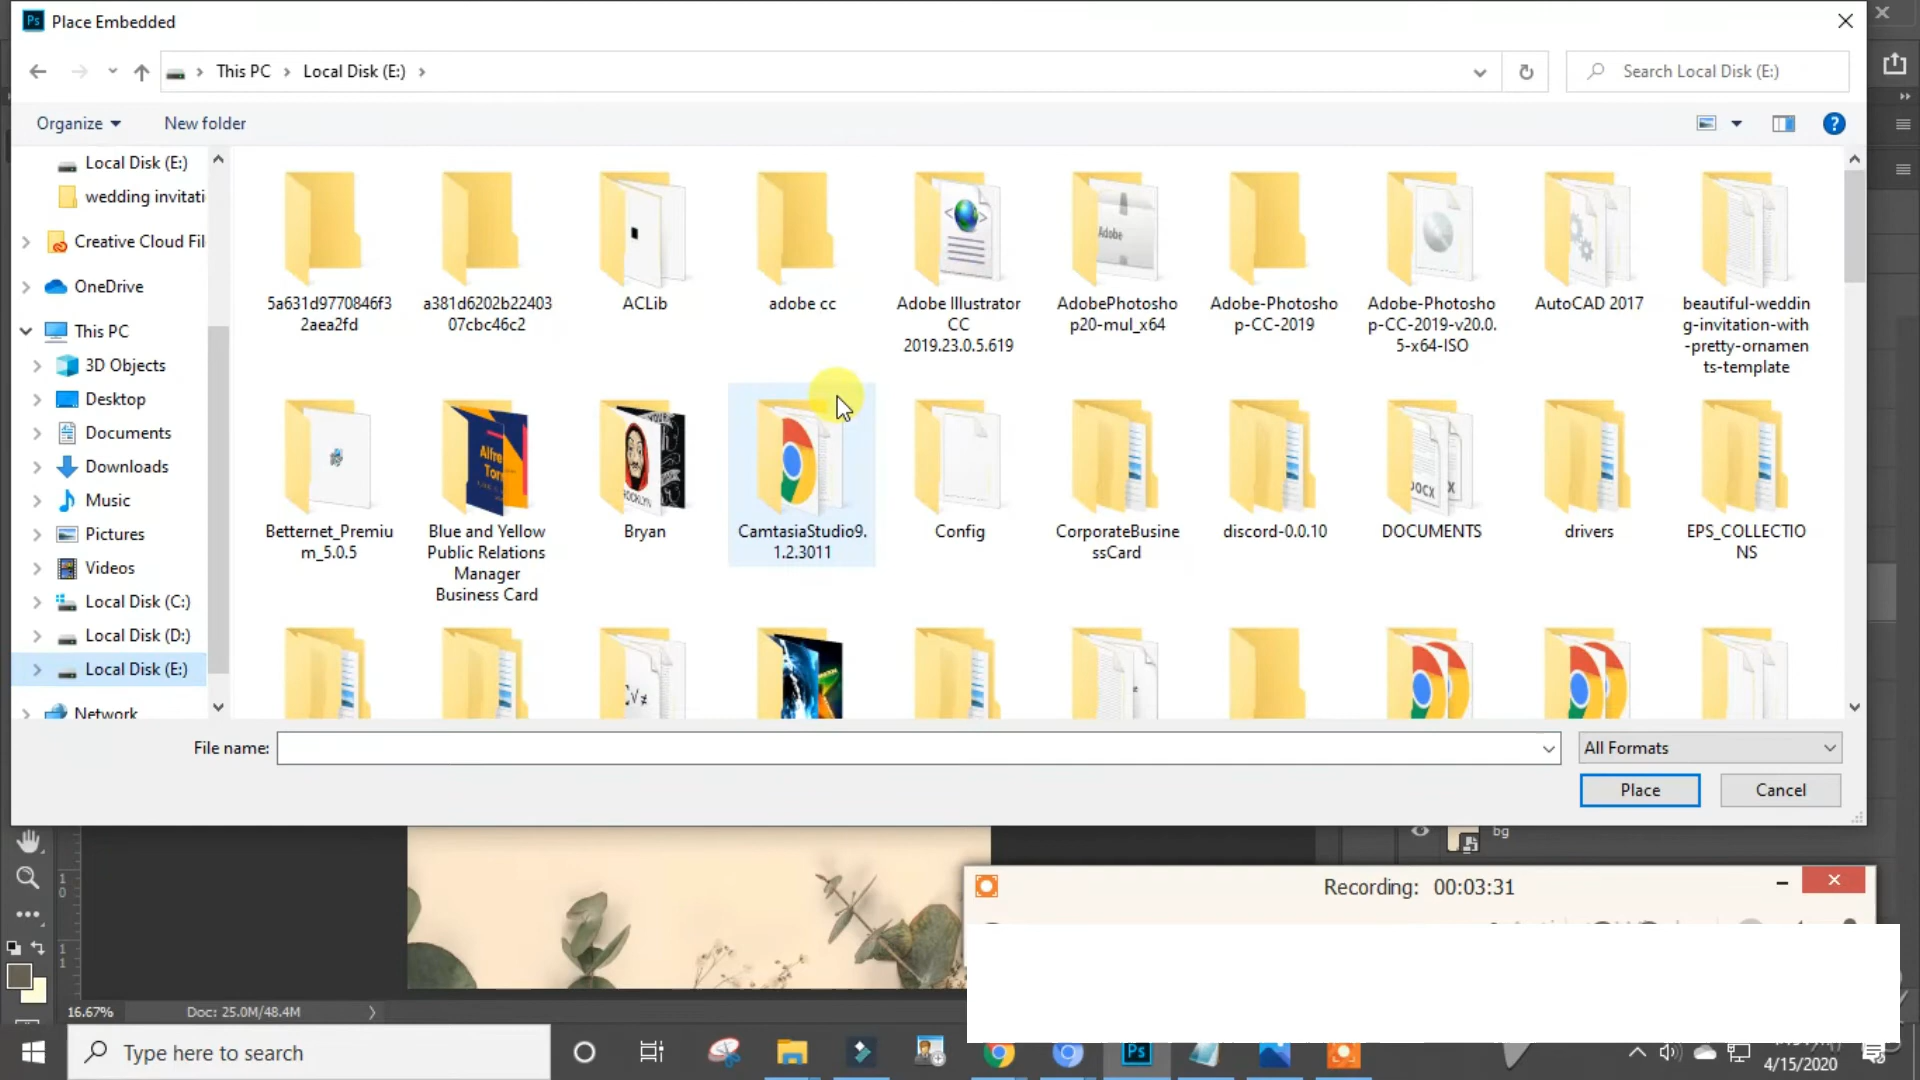 Ps Place Embedded
This PC Local Disk (E:)
Search Local Disk (E:)
Organize New folder
Local Disk (E:)
wedding invitati
Creative Cloud Fil
OneDrive
This PC
3D Objects
Desktop
Documents
Downloads
Music
Pictures
Videos
Local Disk (C:)
Local Disk (D:)
Local Disk (E:)
Network
5a631d9770846f3
2aea2fd
a381d6202b22403
07cbc46c2
ACLib
adobe cc
Adobe Illustrator
CC
2019.23.0.5.619
Adobe
AdobePhotosho
p20-mul_x64
Adobe-Photosho
p-CC-2019
Adobe-Photosho
p-CC-2019-v20.0.
5-x64-ISO
AutoCAD 2017
beautiful-weddin
g-invitation-with
-pretty-ornamen
ts-template
Betternet_Premiu
m_5.0.5
Blue and Yellow
Public Relations
Manager
Business Card
Bryan
CamtasiaStudio9.
1.2.3011
Config
CorporateBusine
ssCard
discord-0.0.10
DOCUMENTS
drivers
EPS_COLLECTIO
NS
File name:
All Formats
Place Cancel
bg
Recording: 00:03:31
16.67% Doc: 25.0M/48.4M
Type here to search
Ps
4/15/2020